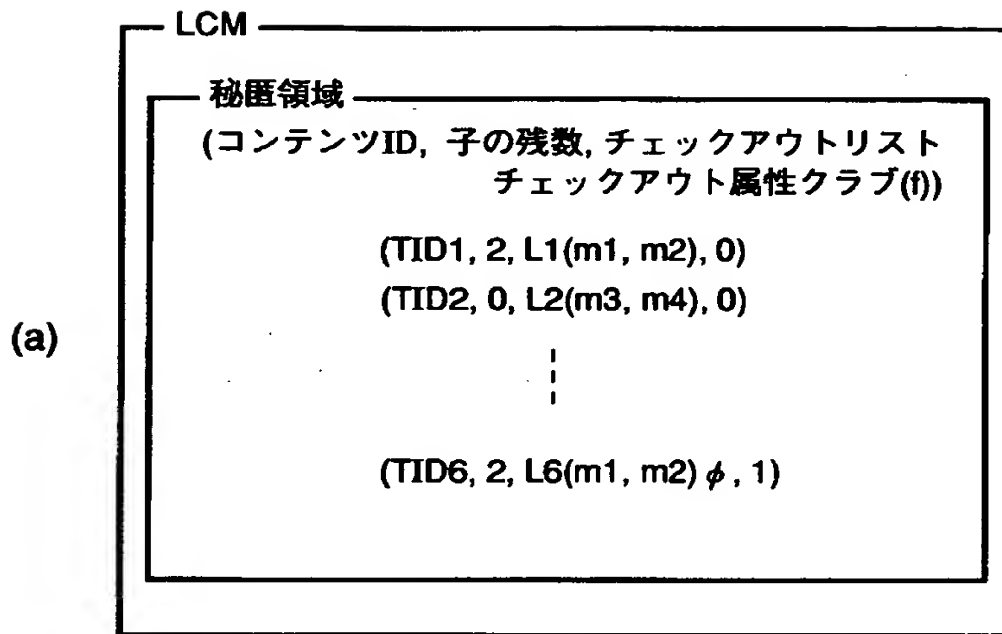 LCM
秘匿領域
(コンテンツID, 子の残数, チェックアウトリスト
チェックアウト属性クラブ(f))
(TID1, 2, L1(m1, m2), 0)
(TID2, 0, L2(m3, m4), 0)
(a)
(TID6, 2, L6(m1, m2) φ, 1)